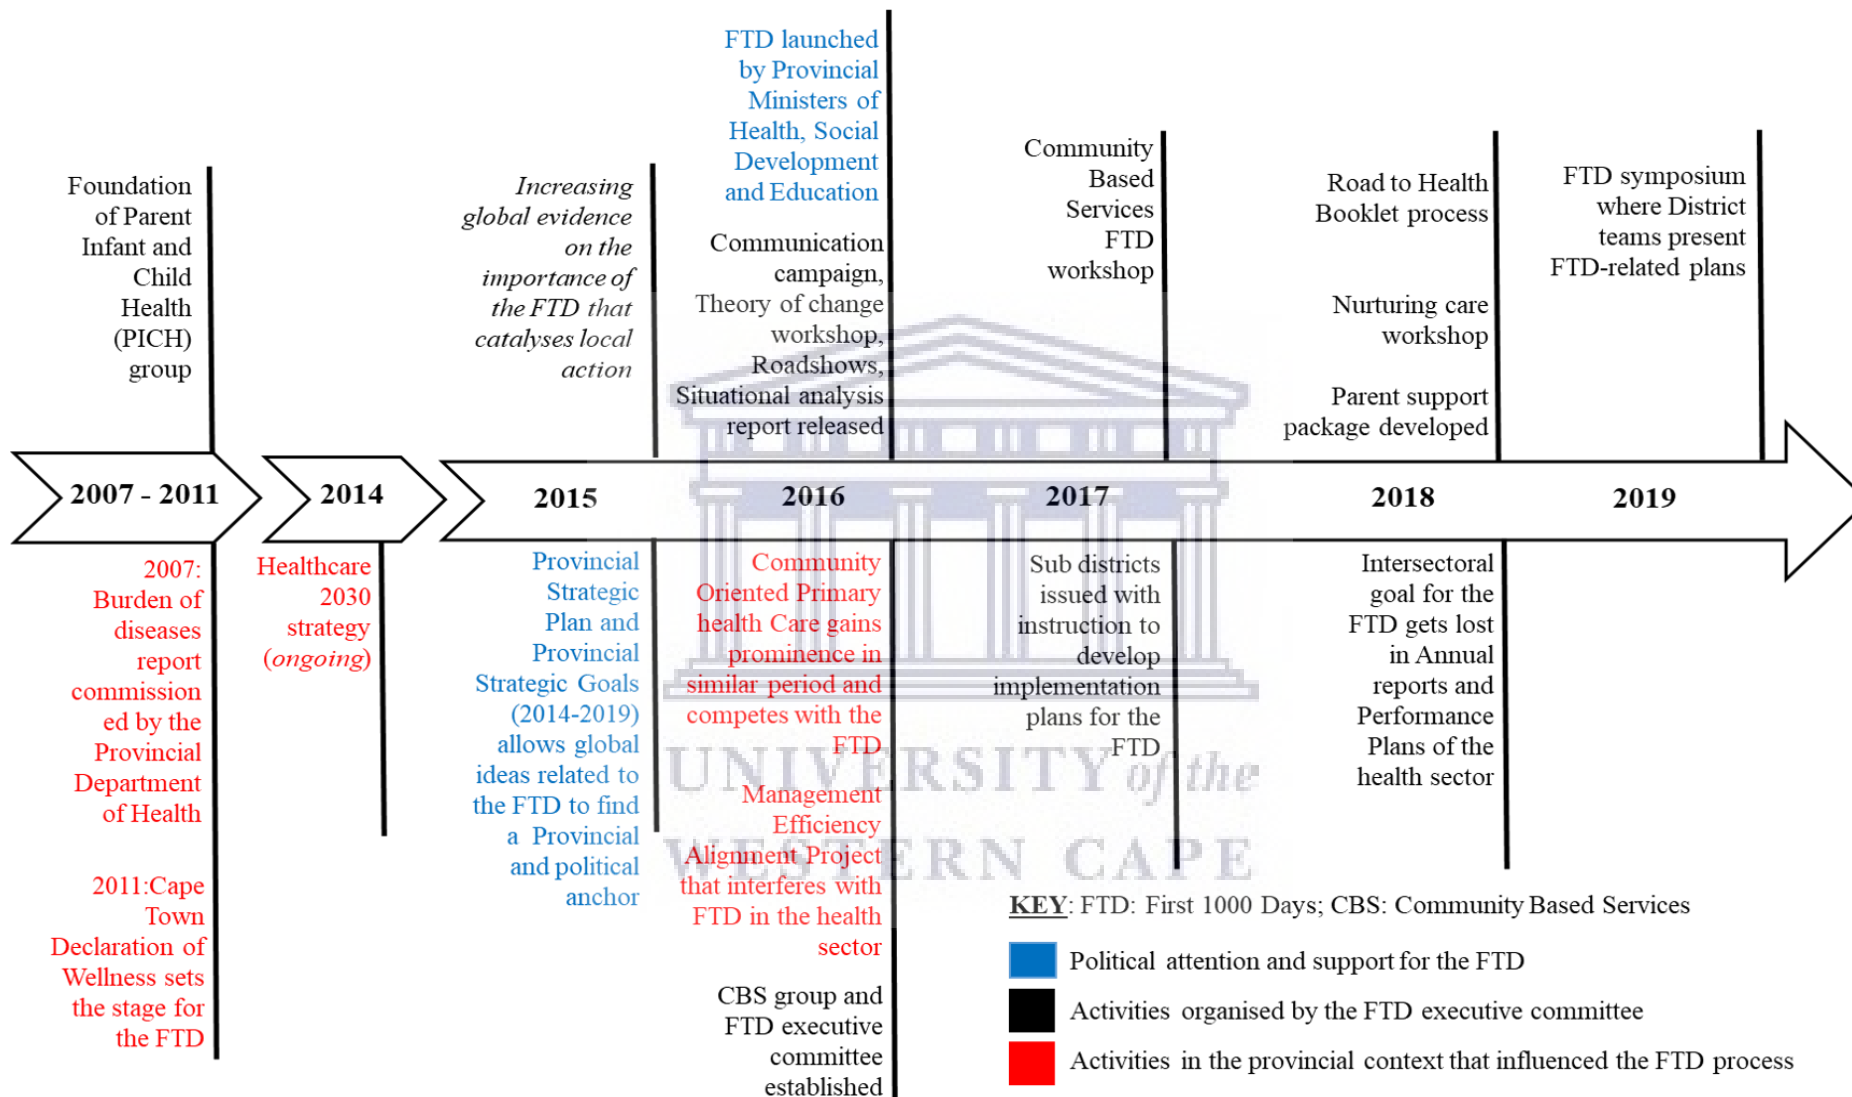 FTD launched
by Provincial
Ministers of
Health, Social
Development
and Education
Foundation
of Parent
Infant and
Child
Health
(PICH)
group
Increasing
global evidence
on the
importance of
the FTD that
catalyses local
action
Communication
campaign,
Theory of change
workshop,
Roadshows,
Situational analysis
report released
Community
Based
Services
FTD
workshop
Road to Health
Booklet process
Nurturing care
workshop
Parent support
package developed
FTD symposium
where District
teams present
FTD-related plans
2007 - 2011
2014
2015
2016
2017
2018
2019
2007:
Burden of
diseases
report
commission
ed by the
Provincial
Department
of Health
2011:Cape
Town
Declaration of
Wellness sets
the stage for
the FTD
Healthcare
2030
strategy
(ongoing)
Provincial
Strategic
Plan and
Provincial
Strategic Goals
(2014-2019)
allows global
ideas related to
the FTD to find
a Provincial
and political
anchor
Community
Oriented Primary
health Care gains
prominence in
similar period and
competes with the
FTD
Management
Efficiency
Alignment Project
that interferes with
FTD in the health
sector
CBS group and
FTD executive
committee
established
Sub districts
issued with
instruction to
develop
implementation
plans for the
FTD
Intersectoral
goal for the
FTD gets lost
in Annual
reports and
Performance
Plans of the
health sector
UNIVERSITY of the
WESTERN CAPE
KEY: FTD: First 1000 Days; CBS: Community Based Services
Political attention and support for the FTD
Activities organised by the FTD executive committee
Activities in the provincial context that influenced the FTD process